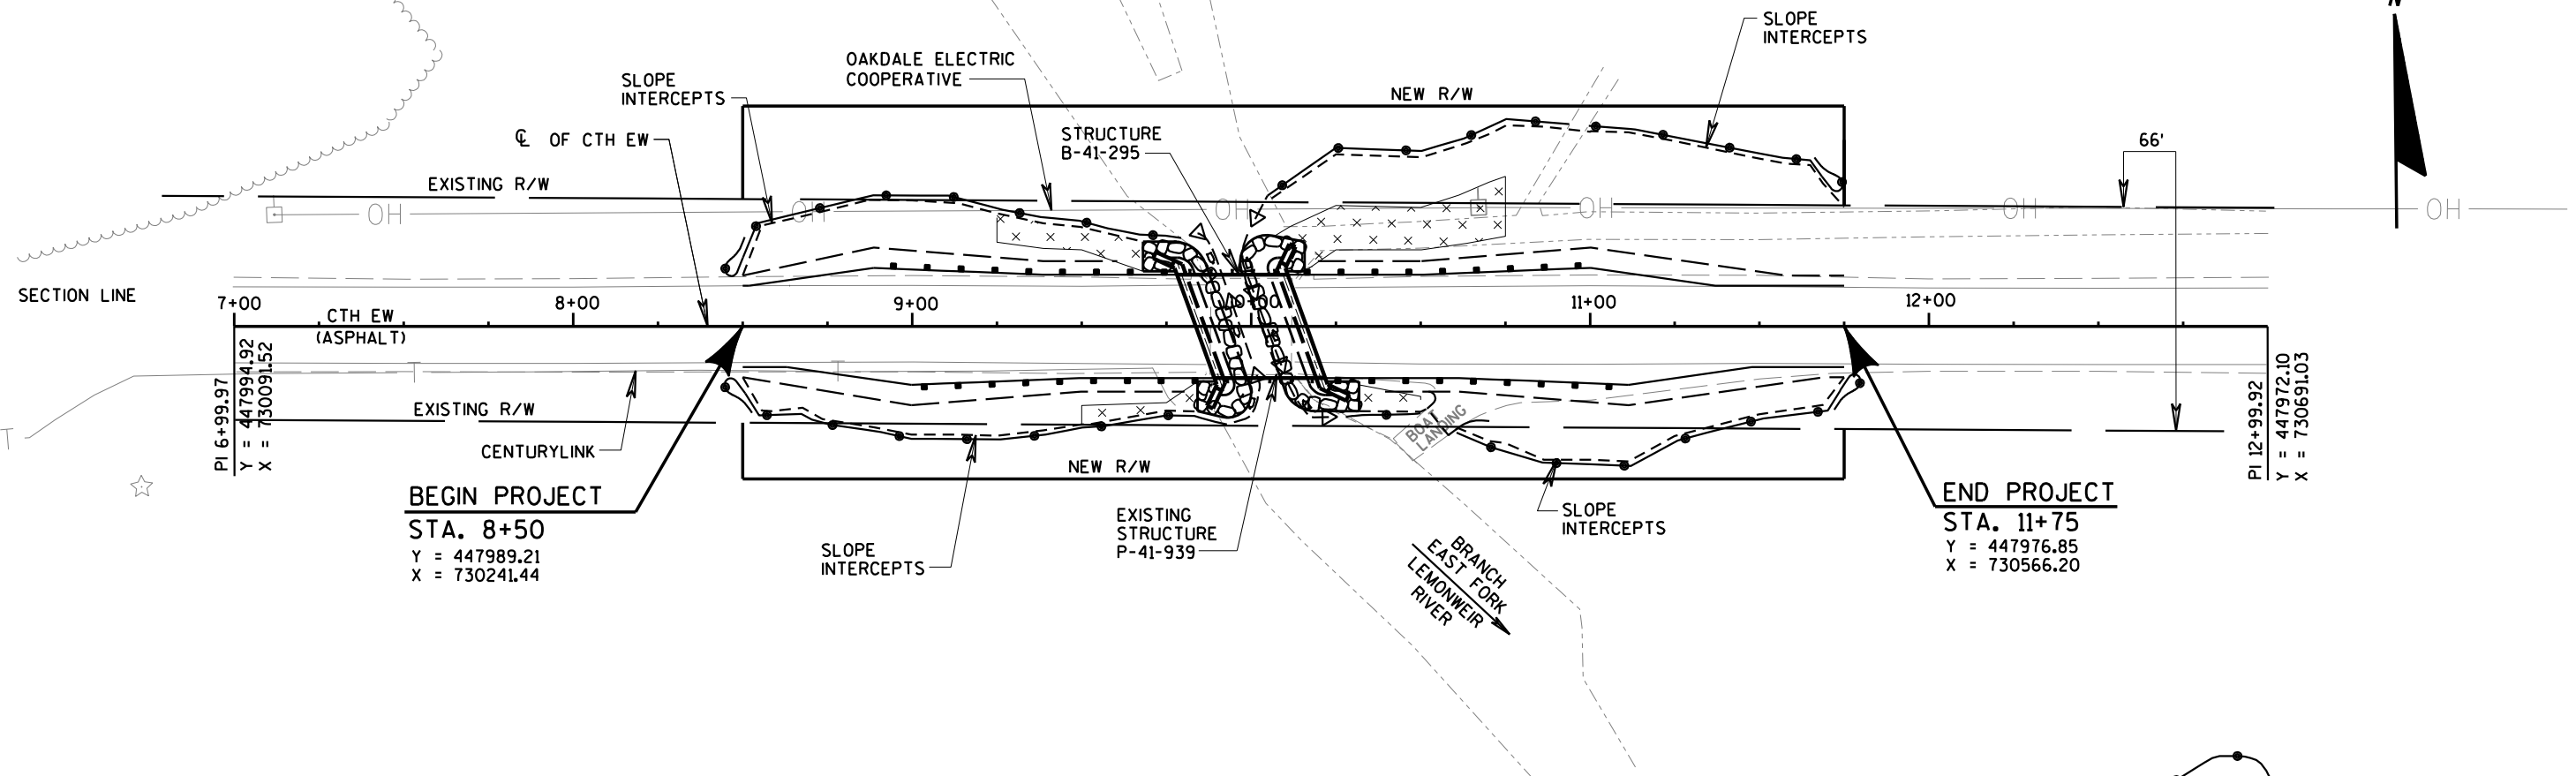 N
SLOPE
INTERCEPTS
OAKDALE ELECTRIC
COOPERATIVE
SLOPE
INTERCEPTS
NEW R/W
℄ OF CTH EW
STRUCTURE
B-41-295
66'
EXISTING R/W
OH
OH
OH
OH
OH
OH
SECTION LINE
7+00
8+00
9+00
11+00
12+00
CTH EW
(ASPHALT)
PI 6+99.97
Y = 447994.92
X = 730091.52
T
T
T
EXISTING R/W
CENTURYLINK
NEW R/W
BOAT
LANDING
PI 12+99.92
Y = 447972.10
X = 730691.03
BEGIN PROJECT
STA. 8+50
Y = 447989.21
X = 730241.44
SLOPE
INTERCEPTS
EXISTING
STRUCTURE
P-41-939
SLOPE
INTERCEPTS
END PROJECT
STA. 11+75
Y = 447976.85
X = 730566.20
BRANCH
EAST FORK
LEMONWEIR
RIVER